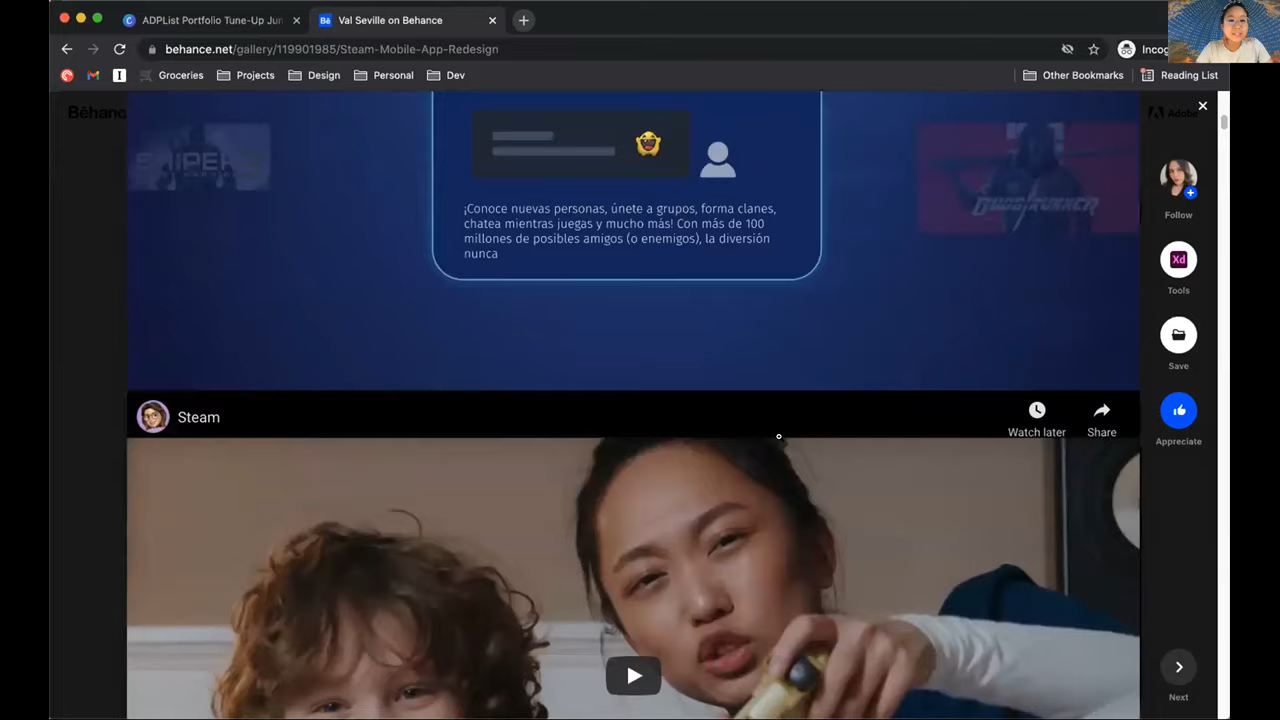 ADPList Portfolio Tune-Up Jun
Val Seville on Behance
behance.net/gallery/119901985/Steam-Mobile-App-Redesign
Incog
Groceries
Projects
Design
Personal
Dev
Other Bookmarks
Reading List
Bēhanc
Adobe
SNIPER
¡Conoce nuevas personas, únete a grupos, forma clanes,
chatea mientras juegas y mucho más! Con más de 100
millones de posibles amigos (o enemigos), la diversión
nunca
Follow
Xd
Tools
Save
Appreciate
Steam
Watch later
Share
Next